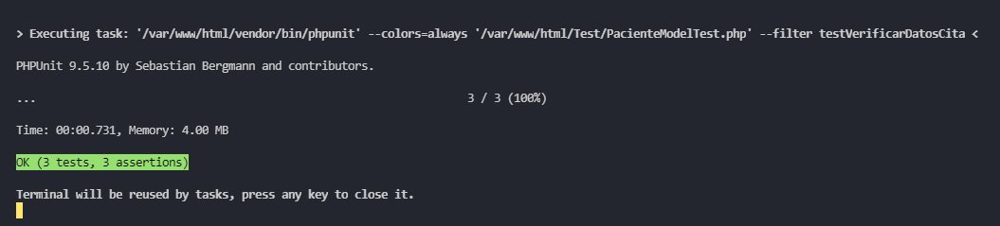 > Executing task: '/var/www/html/vendor/bin/phpunit' --colors=always '/var/www/html/Test/PacienteModelTest.php' --filter testVerificarDatosCita <
PHPUnit 9.5.10 by Sebastian Bergmann and contributors.
... 3 / 3 (100%)
Time: 00:00.731, Memory: 4.00 MB
OK (3 tests, 3 assertions)
Terminal will be reused by tasks, press any key to close it.